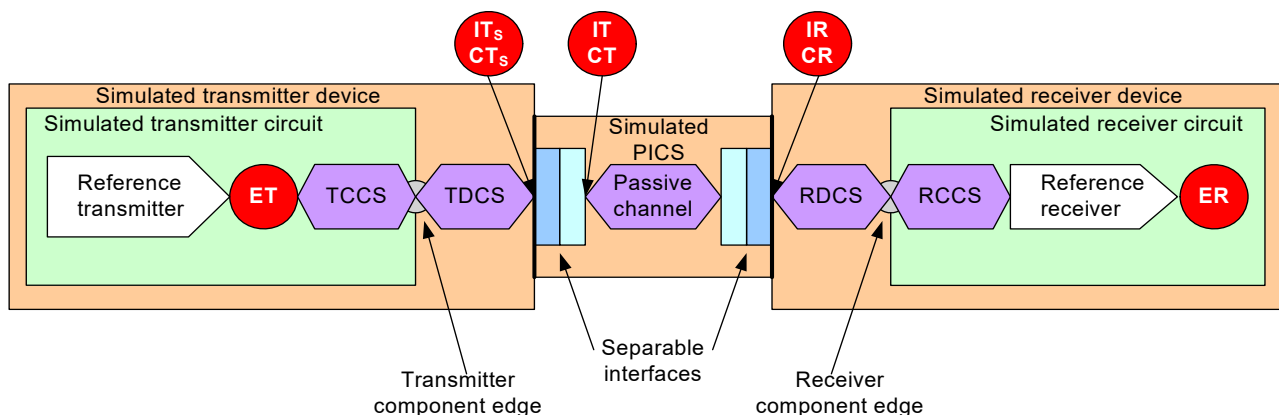 ITS
CTS
IT
CT
IR
CR
Simulated transmitter device
Simulated transmitter circuit
Reference
transmitter
ET
TCCS
TDCS
Simulated
PICS
Passive
channel
Simulated receiver device
Simulated receiver circuit
RDCS
RCCS
Reference
receiver
ER
Transmitter
component edge
Separable
interfaces
Receiver
component edge